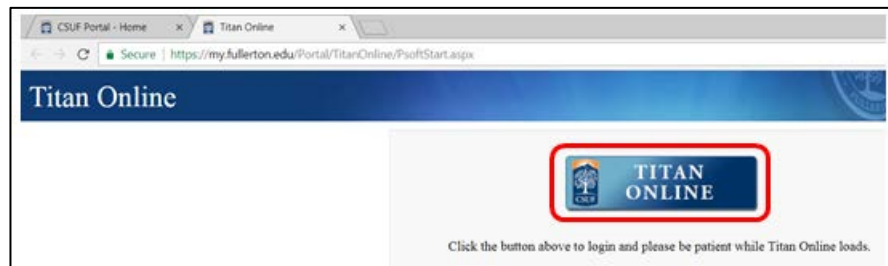 CSUF Portal - Home
Titan Online
Secure | https://my.fullerton.edu/Portal/TitanOnline/PsoftStart.aspx
Titan Online
TITAN
ONLINE
CSUF
Click the button above to login and please be patient while Titan Online loads.